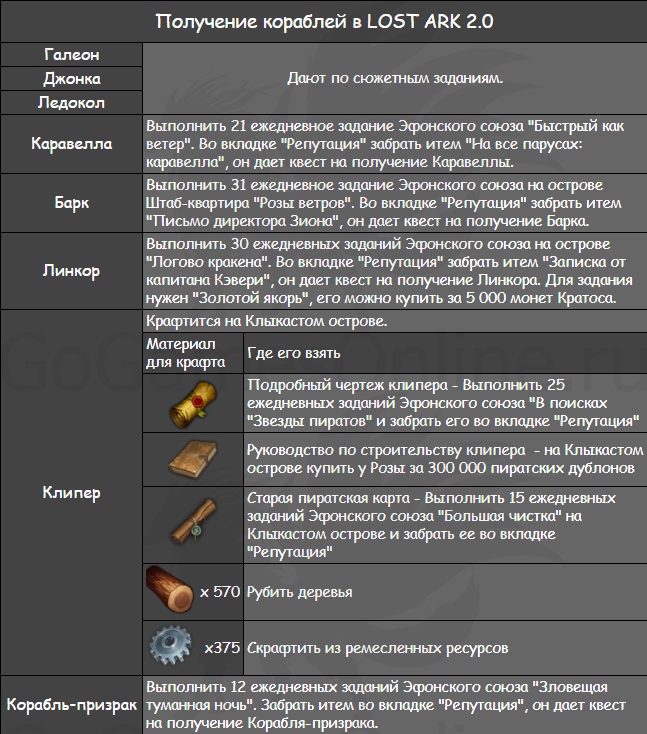 Получение кораблей в LOST ARK 2.0
Галеон
Джонка
Ледокол
Дают по сюжетным заданиям.
Каравелла
Выполнить 21 ежедневное задание Эфонского союза "Быстрый как
ветер". Во вкладке "Репутация" забрать итем "На все парусах:
каравелла", он дает квест на получение Каравеллы.
Барк
Выполнить 31 ежедневное задание Эфонского союза на острове
Штаб-квартира "Розы ветров". Во вкладке "Репутация" забрать итем
"Письмо директора Зиона", он дает квест на получение Барка.
Линкор
Выполнить 30 ежедневных заданий Эфонского союза на острове
"Логово кракена". Во вкладке "Репутация" забрать итем "Записка от
капитана Кэвери", он дает квест на получение Линкора. Для задания
нужен "Золотой якорь", его можно купить за 5 000 монет Кратоса.
Клипер
Крафтится на Клыкастом острове.
Материал
для крафта
Где его взять
Подробный чертеж клипера - Выполнить 25
ежедневных заданий Эфонского союза "В поисках
"Звезды пиратов" и забрать его во вкладке "Репутация"
Руководство по строительству клипера - на Клыкастом
острове купить у Розы за 300 000 пиратских дублонов
Старая пиратская карта - Выполнить 15 ежедневных
заданий Эфонского союза "Большая чистка" на
Клыкастом острове и забрать ее во вкладке
"Репутация"
x 570
Рубить деревья
x375
Скрафтить из ремесленных ресурсов
Корабль-призрак
Выполнить 12 ежедневных заданий Эфонского союза "Зловещая
туманная ночь". Забрать итем во вкладке "Репутация", он дает квест
на получение Корабля-призрака.